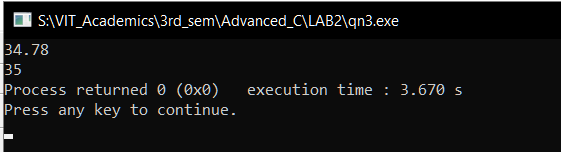 S:\VIT_Academics\3rd_sem\Advanced_C\LAB2\qn3.exe
34.78
35
Process returned 0 (0x0)   execution time : 3.670 s
Press any key to continue.